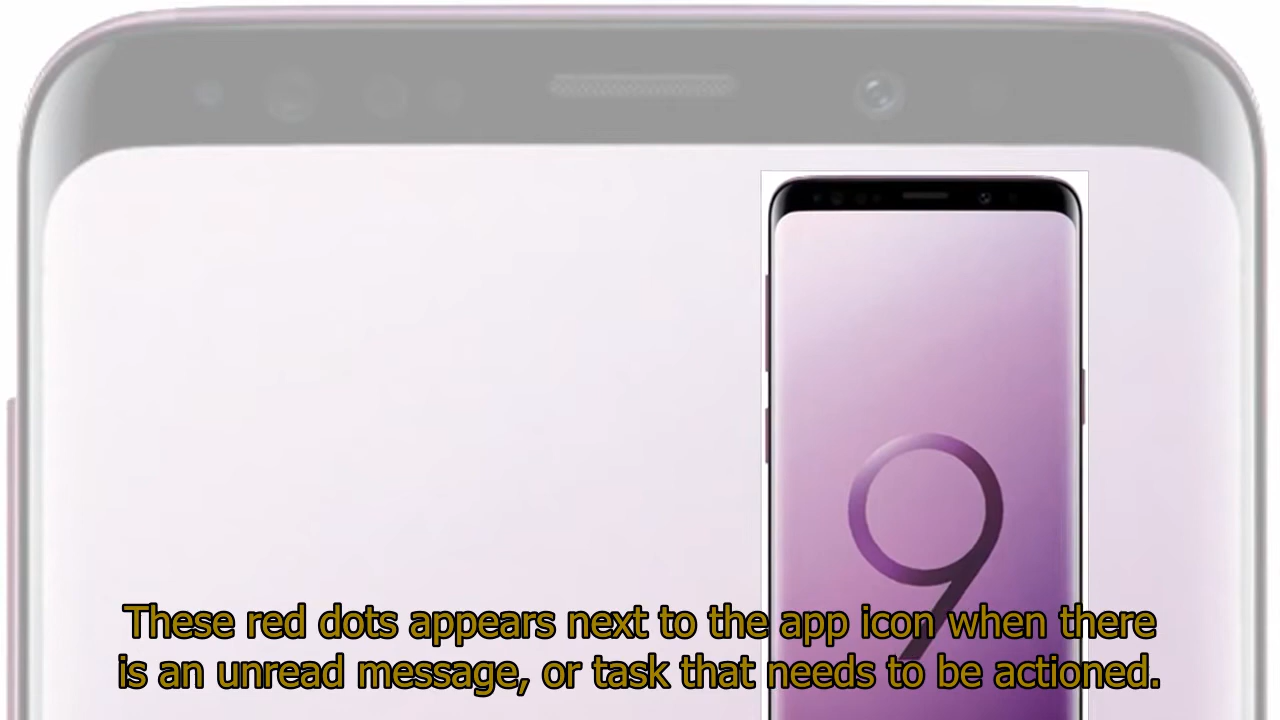 9
These red dots appears next to the app icon when there
is an unread message, or task that needs to be actioned.